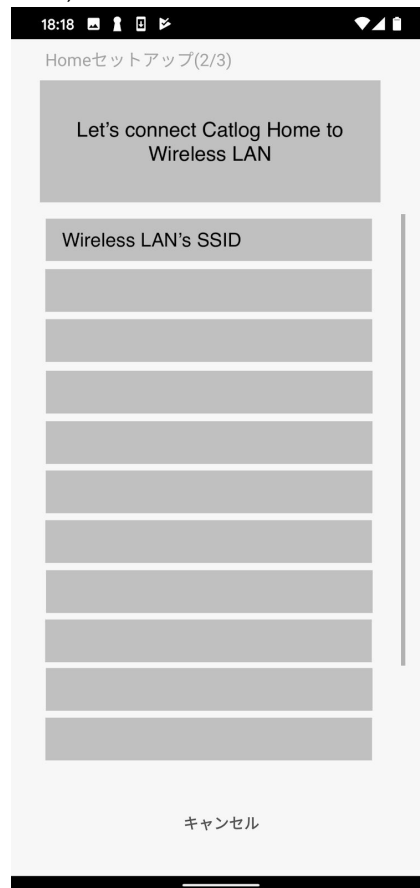 18:18
Homeセットアップ(2/3)
Let's connect Catlog Home to
Wireless LAN
Wireless LAN's SSID
キャンセル